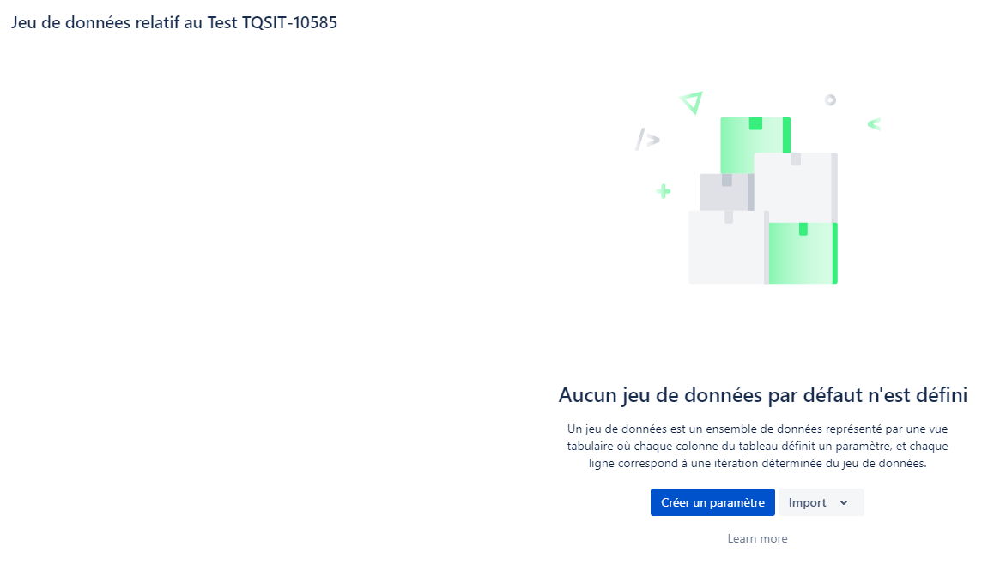 Jeu de données relatif au Test TQSIT-10585
Aucun jeu de données par défaut n'est défini
Un jeu de données est un ensemble de données représenté par une vue
tabulaire où chaque colonne du tableau définit un paramètre, et chaque
ligne correspond à une itération déterminée du jeu de données.
Créer un paramètre
Import
Learn more